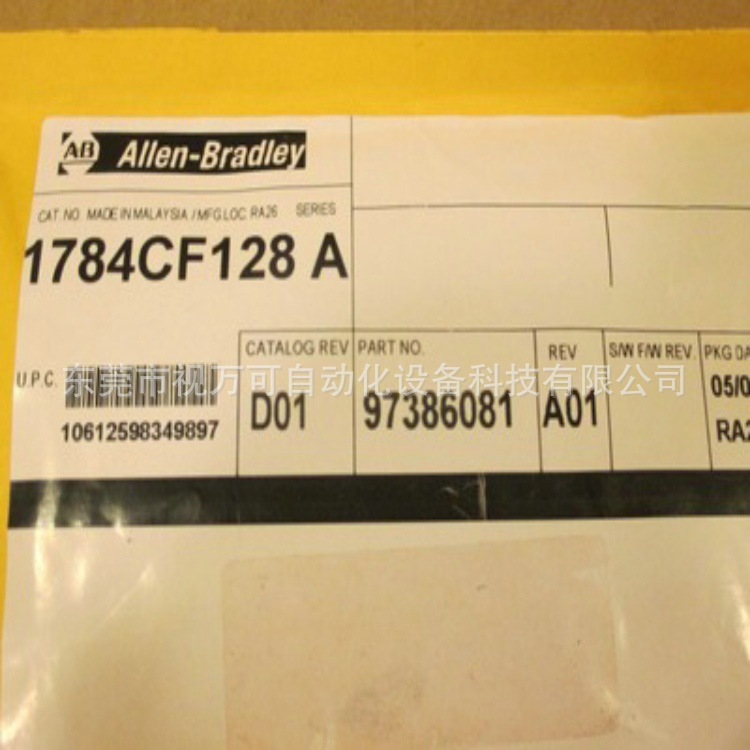 AB Allen-Bradley
CAT NO. MADE IN MALAYSIA / MFG LOC RA26 SERIES
1784CF128 A
U.P.C.
10612598349897
CATALOG REV
D01
PART NO.
97386081
REV
A01
S/W F/W REV.
PKG DA
05/0
RA2
东莞市视万可自动化设备科技有限公司